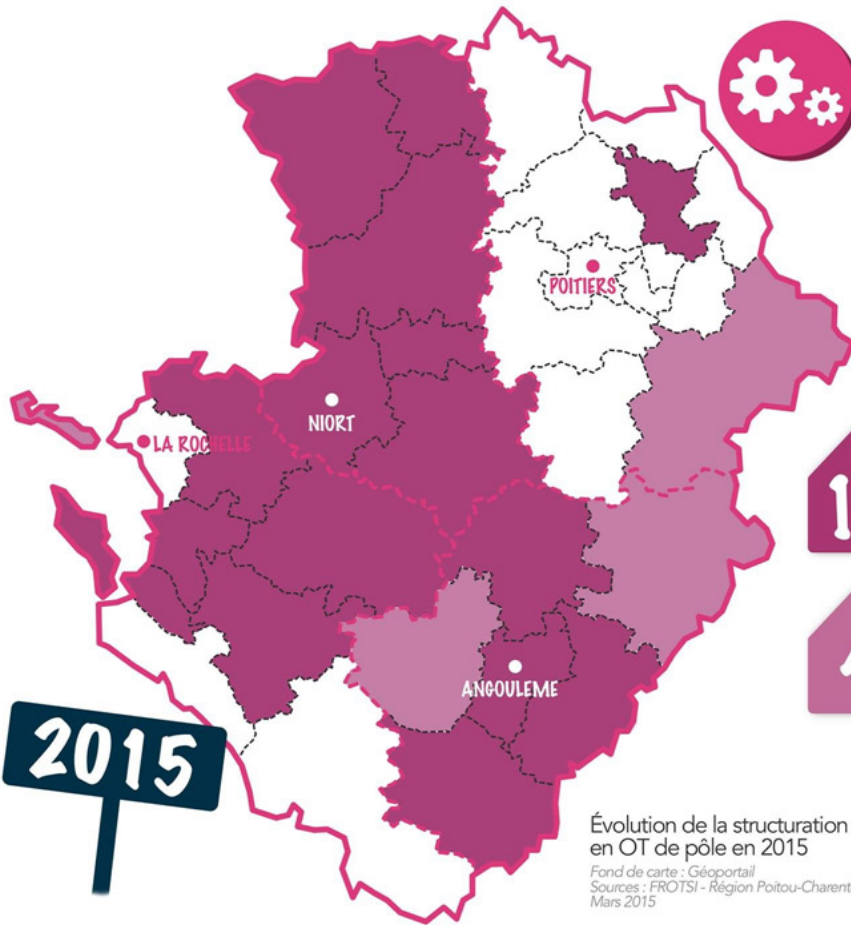 POITIERS
NIORT
LA ROCHELLE
ANGOULEME
2015
Évolution de la structuration
en OT de pôle en 2015
Fond de carte : Géoportail
Sources : FROTSI - Région Poitou-Charent
Mars 2015